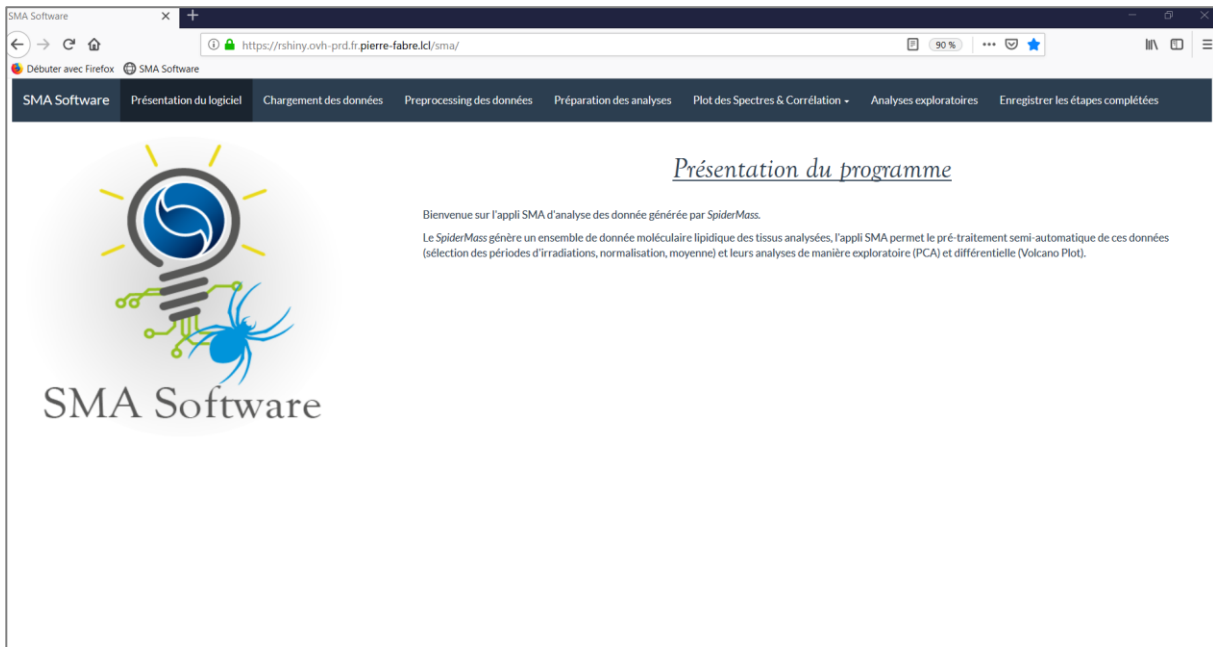 SMA Software
https://rshiny.ovh-prd.fr.pierre-fabre.lcl/sma/
90 %
Débuter avec Firefox SMA Software
SMA Software Présentation du logiciel Chargement des données Preprocessing des données Préparation des analyses Plot des Spectres & Corrélation Analyses exploratoires Enregistrer les étapes complétées
Présentation du programme
Bienvenue sur l'appli SMA d'analyse des donnée générée par SpiderMass.
Le SpiderMass génère un ensemble de donnée moléculaire lipidique des tissus analysées, l'appli SMA permet le pré-traitement semi-automatique de ces données
(sélection des périodes d'irradiations, normalisation, moyenne) et leurs analyses de manière exploratoire (PCA) et différentielle (Volcano Plot).
SMA Software